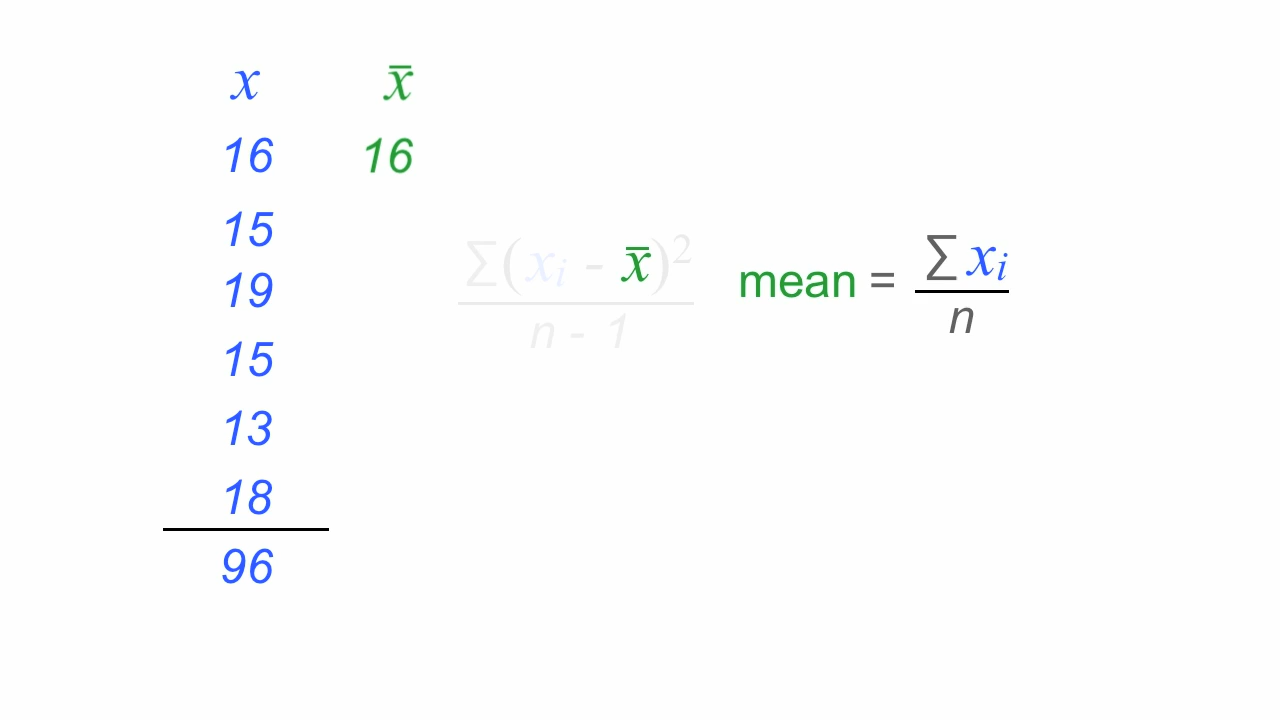 x x̄
16 16
15
19
15
13
18
96
∑(xᵢ - x̄)²
n - 1
mean = ∑xᵢ
n